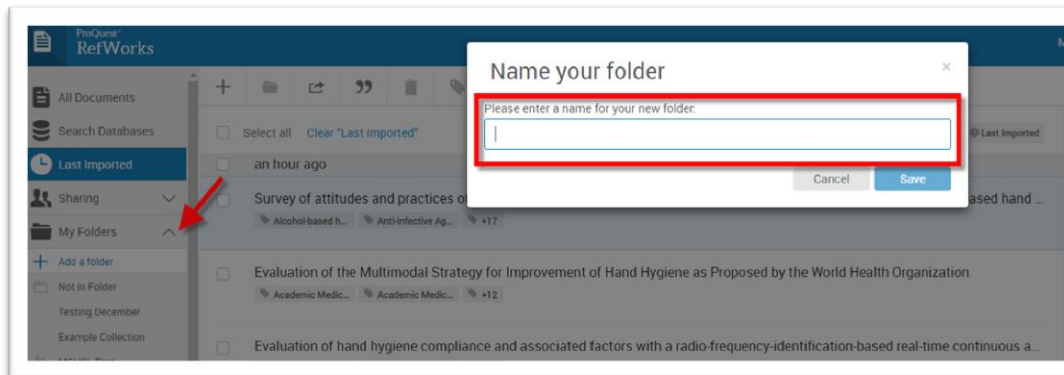 ProQuest®
RefWorks
M
Name your folder
×
Please enter a name for your new folder:
Cancel
Save
All Documents
Search Databases
Last Imported
Sharing
My Folders
Add a folder
Not in Folder
Testing December
Example Collection
Select all Clear "Last imported"
Last Imported
an hour ago
Survey of attitudes and practices o
ased hand ...
Alcohol-based h... Anti-Infective Ag... +17
Evaluation of the Multimodal Strategy for Improvement of Hand Hygiene as Proposed by the World Health Organization
Academic Medic... Academic Medic... +12
Evaluation of hand hygiene compliance and associated factors with a radio-frequency-identification-based real-time continuous a...